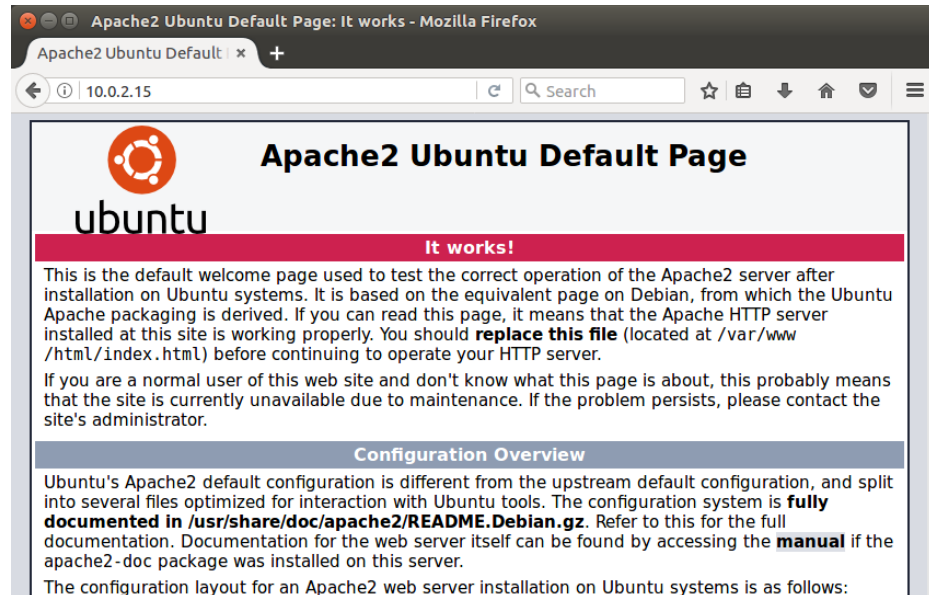 Apache2 Ubuntu Default Page: It works - Mozilla Firefox
Apache2 Ubuntu Default
10.0.2.15
Search
ubuntu
Apache2 Ubuntu Default Page
It works!
This is the default welcome page used to test the correct operation of the Apache2 server after
installation on Ubuntu systems. It is based on the equivalent page on Debian, from which the Ubuntu
Apache packaging is derived. If you can read this page, it means that the Apache HTTP server
installed at this site is working properly. You should replace this file (located at /var/www
/html/index.html) before continuing to operate your HTTP server.
If you are a normal user of this web site and don't know what this page is about, this probably means
that the site is currently unavailable due to maintenance. If the problem persists, please contact the
site's administrator.
Configuration Overview
Ubuntu's Apache2 default configuration is different from the upstream default configuration, and split
into several files optimized for interaction with Ubuntu tools. The configuration system is fully
documented in /usr/share/doc/apache2/README.Debian.gz. Refer to this for the full
documentation. Documentation for the web server itself can be found by accessing the manual if the
apache2-doc package was installed on this server.
The configuration layout for an Apache2 web server installation on Ubuntu systems is as follows: